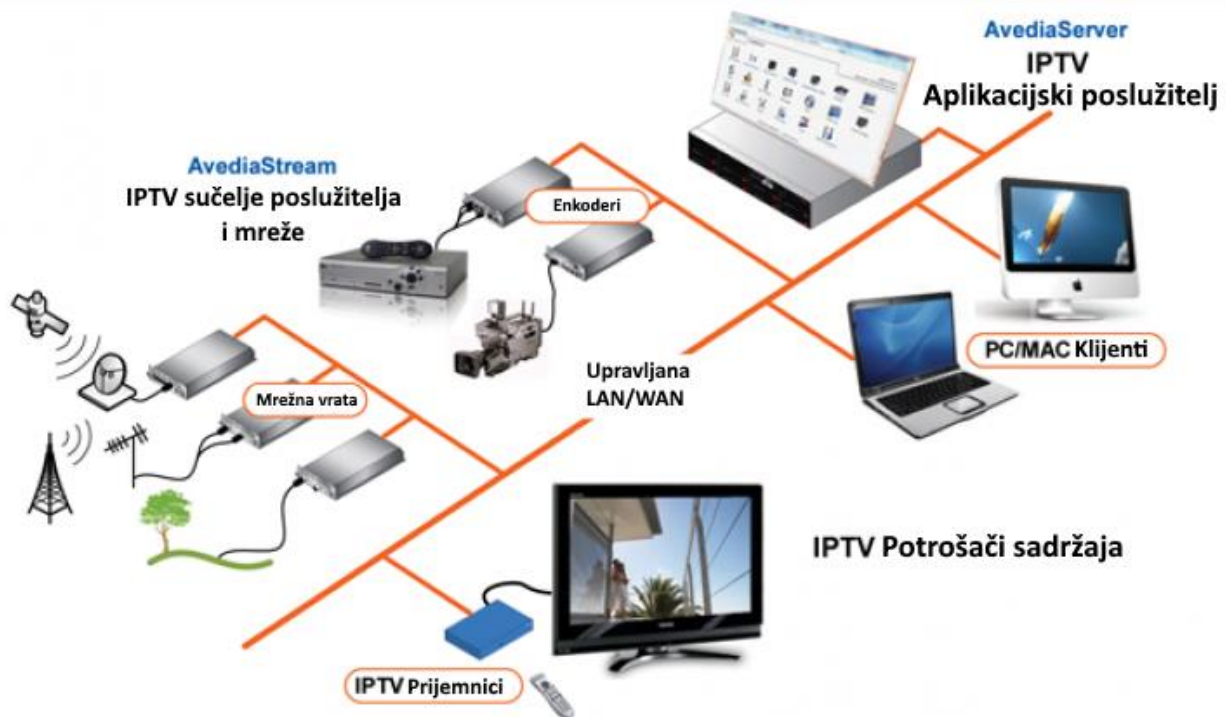 AvediaServer
IPTV
Aplikacijski poslužitelj
AvediaStream
IPTV sučelje poslužitelja
i mreže
Enkoderi
PC/MAC Klijenti
Upravljana
LAN/WAN
Mrežna vrata
IPTV Potrošači sadržaja
IPTV Prijemnici